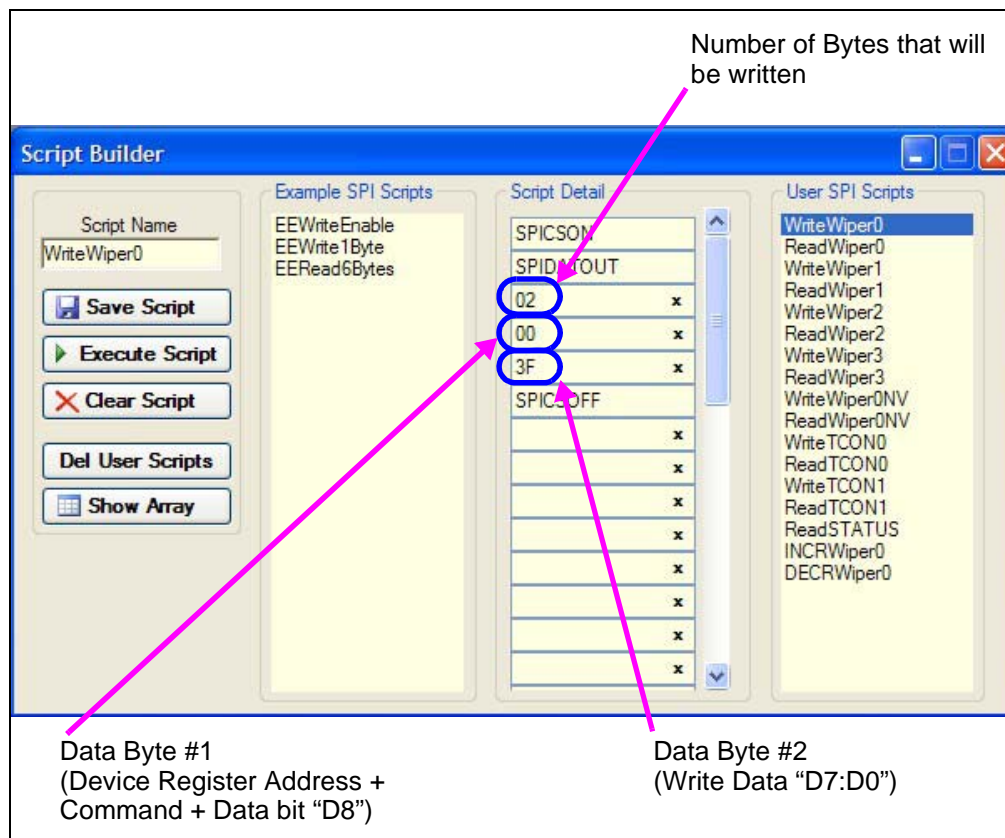 Number of Bytes that will
be written
Script Builder
Script Name
WriteWiper0
Save Script
Execute Script
Clear Script
Del User Scripts
Show Array
Example SPI Scripts
EEWriteEnable
EEWrite1Byte
EERead6Bytes
Script Detail
SPICSON
SPIDATOUT
02 x
00 x
3F x
SPICSOFF
x
x
x
x
x
x
x
x
User SPI Scripts
WriteWiper0
ReadWiper0
WriteWiper1
ReadWiper1
WriteWiper2
ReadWiper2
WriteWiper3
ReadWiper3
WriteWiper0NV
ReadWiper0NV
WriteTCON0
ReadTCON0
WriteTCON1
ReadTCON1
ReadSTATUS
INCRWiper0
DECRWiper0
Data Byte #1
(Device Register Address +
Command + Data bit “D8”)
Data Byte #2
(Write Data “D7:D0”)